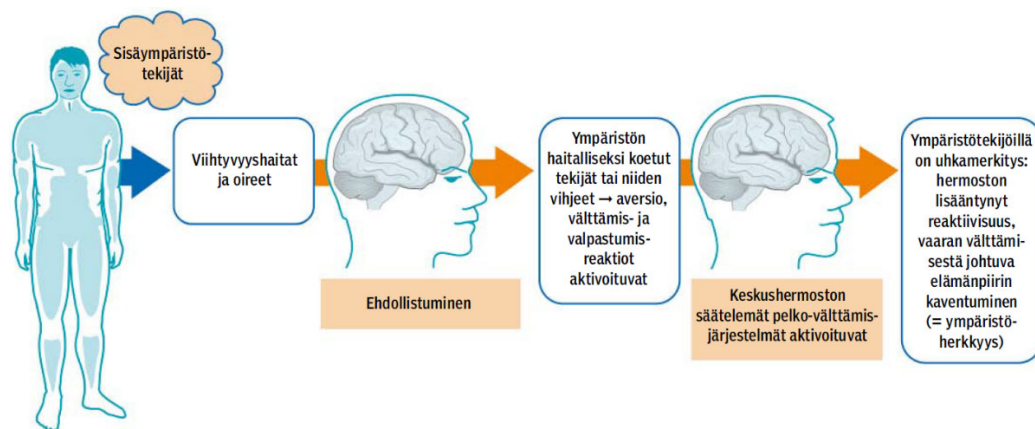 Sisäympäristö-
tekijät
Viihtyvyyshaitat
ja oireet
Ehdollistuminen
Ympäristön
haitalliseksi koetut
tekijät tai niiden
vihjeet → aversio,
välttämis- ja
valpastumis-
reaktiot
aktivoituvat
Keskushermoston
säätelemät pelko-välttämis-
järjestelmät aktivoituvat
Ympäristötekijöillä
on uhkamerkitys:
hermoston
lisääntynyt
reaktiivisuus,
vaaran välttämi-
sestä johtuva
elämänpiirin
kaventuminen
(= ympäristö-
herkkyys)